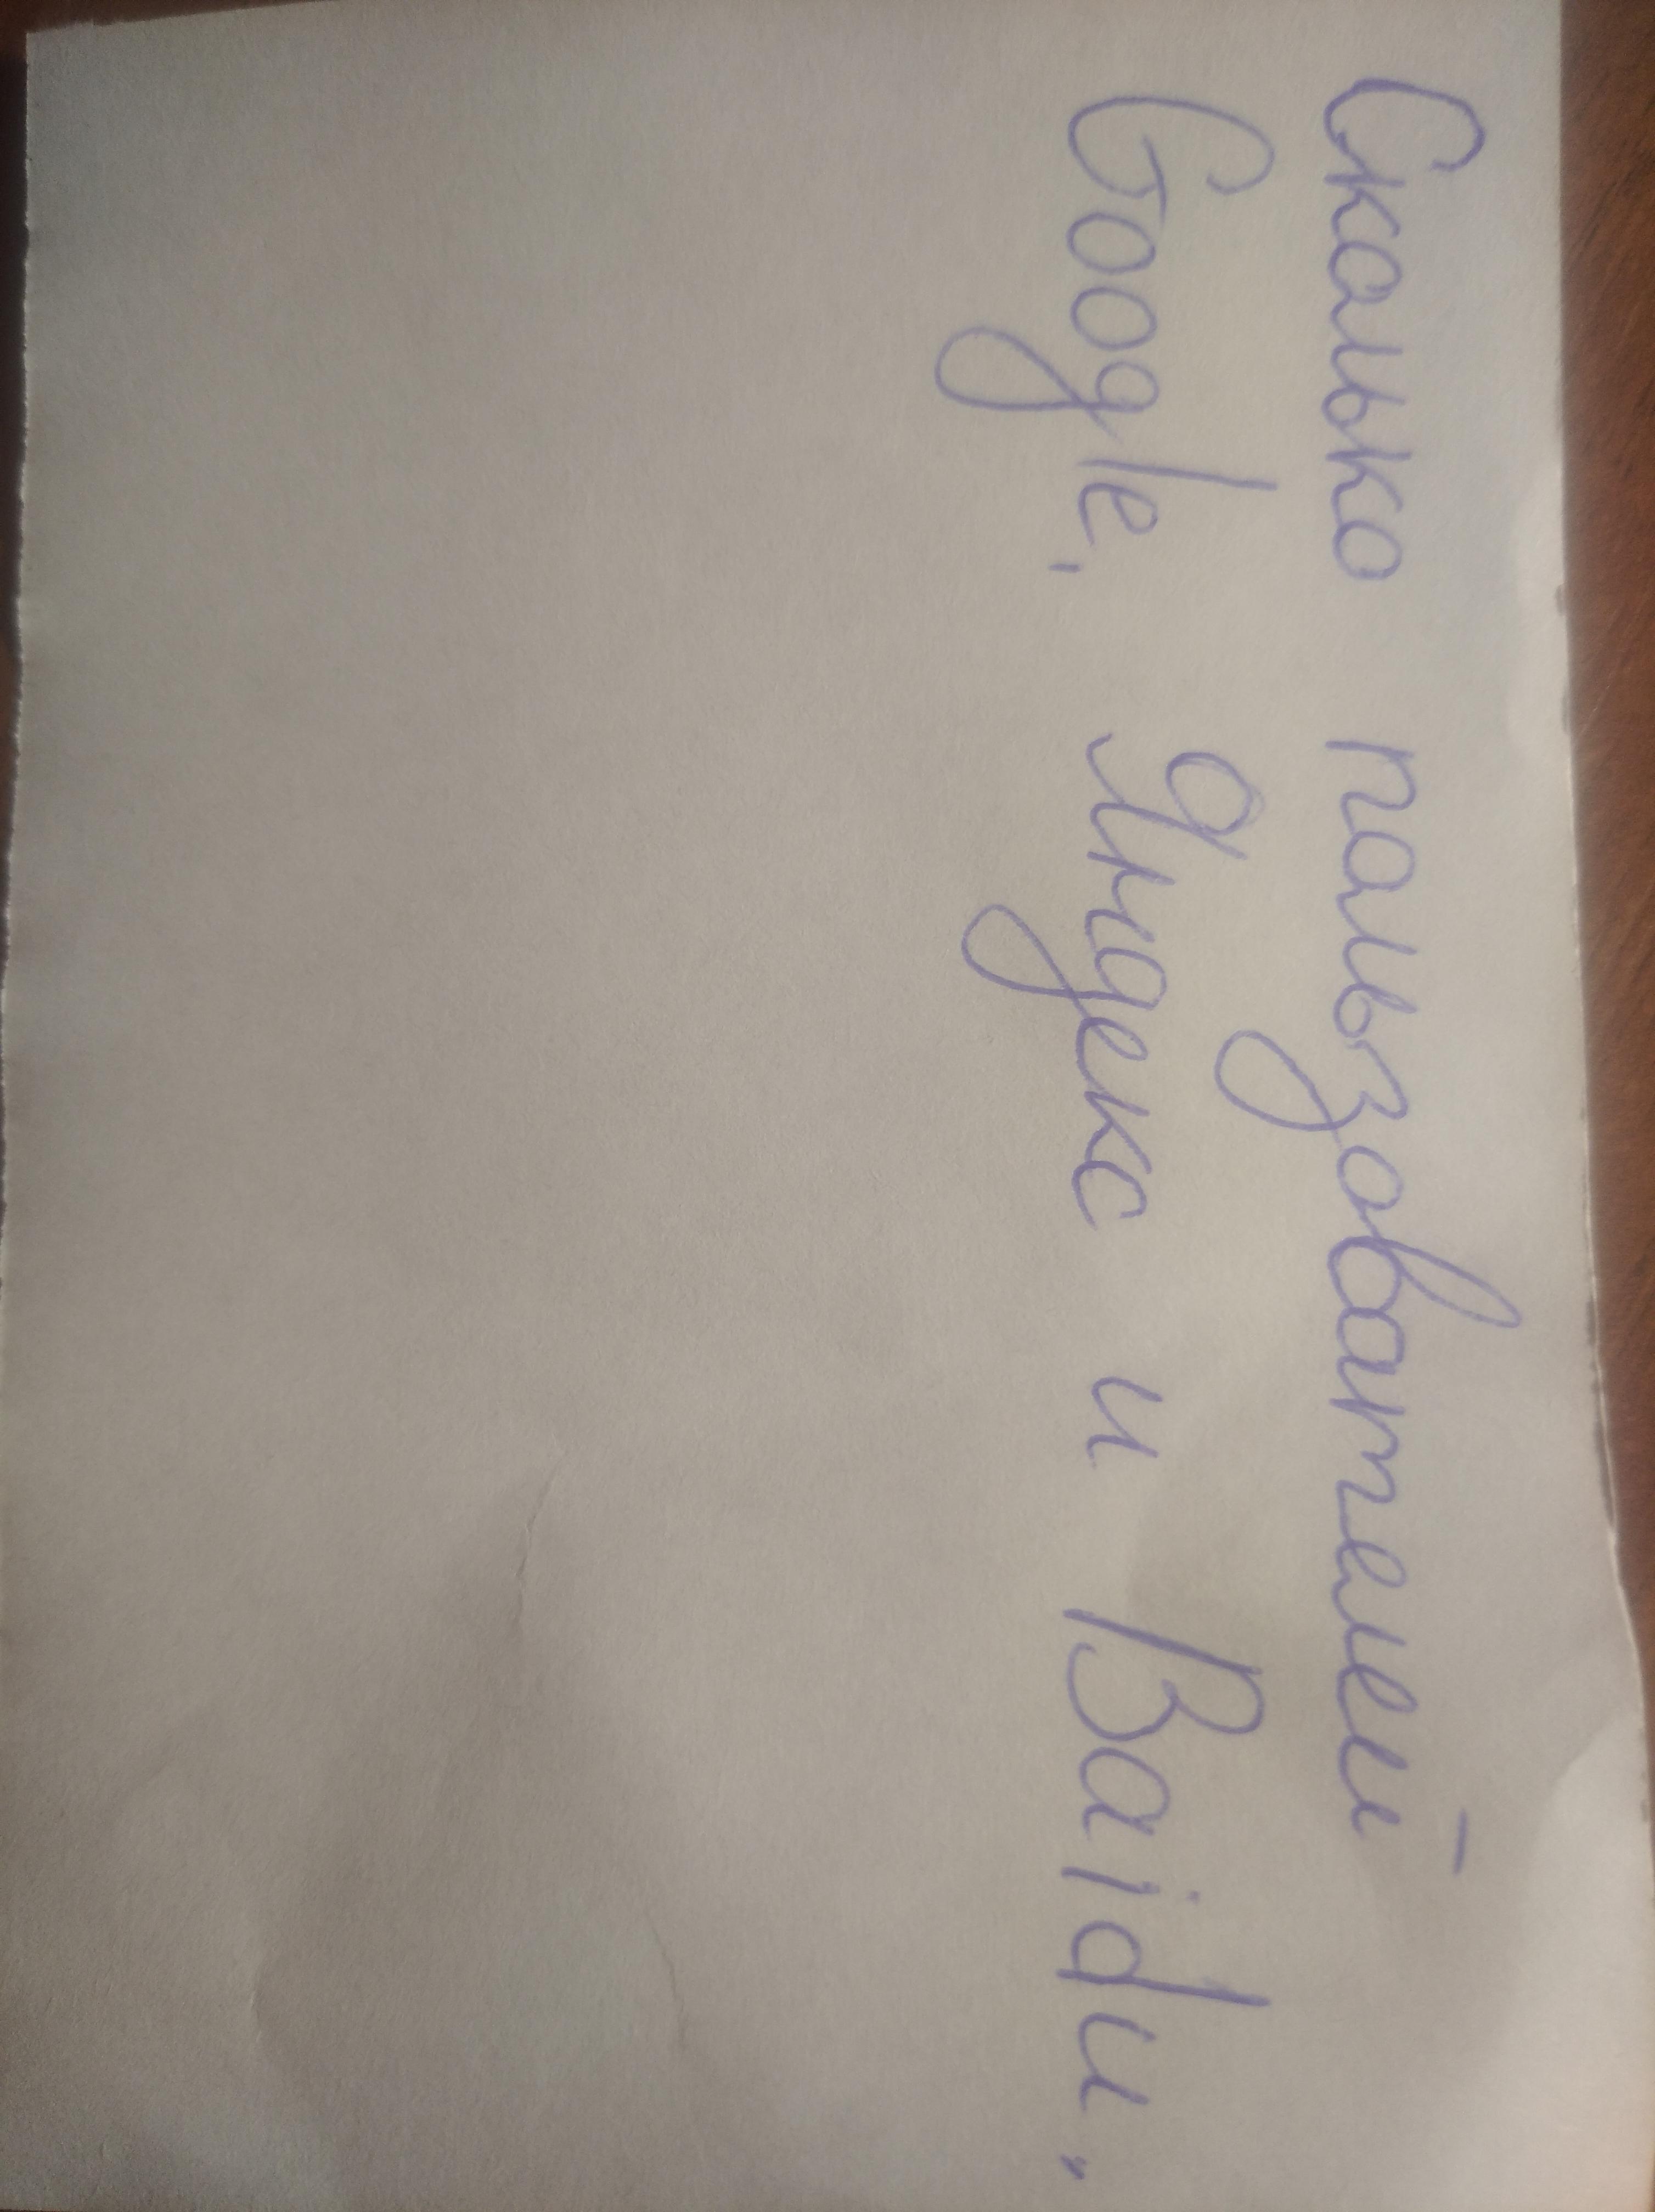 Сколько пользователей
Google, Яндекс и Baidu,